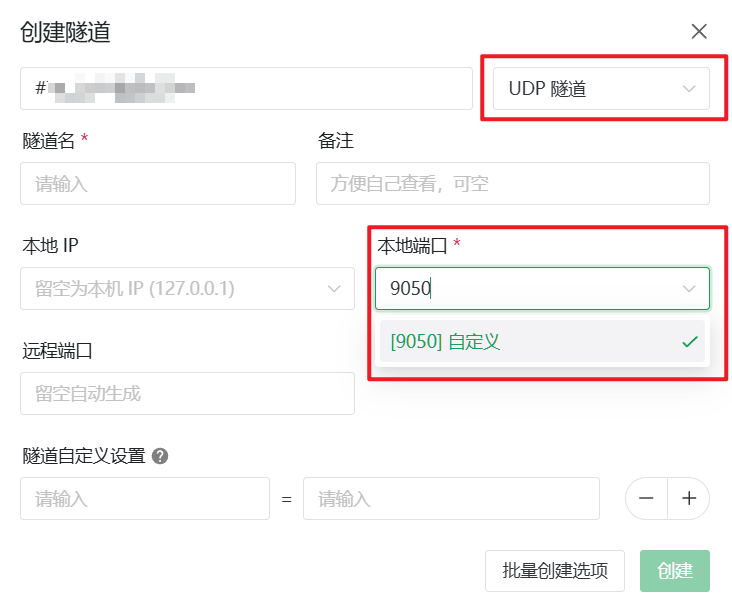 创建隧道
#
UDP 隧道
隧道名 *
备注
请输入
方便自己查看，可空
本地 IP
本地端口 *
留空为本机 IP (127.0.0.1)
9050
[9050] 自定义
远程端口
留空自动生成
隧道自定义设置
请输入
=
请输入
批量创建选项
创建